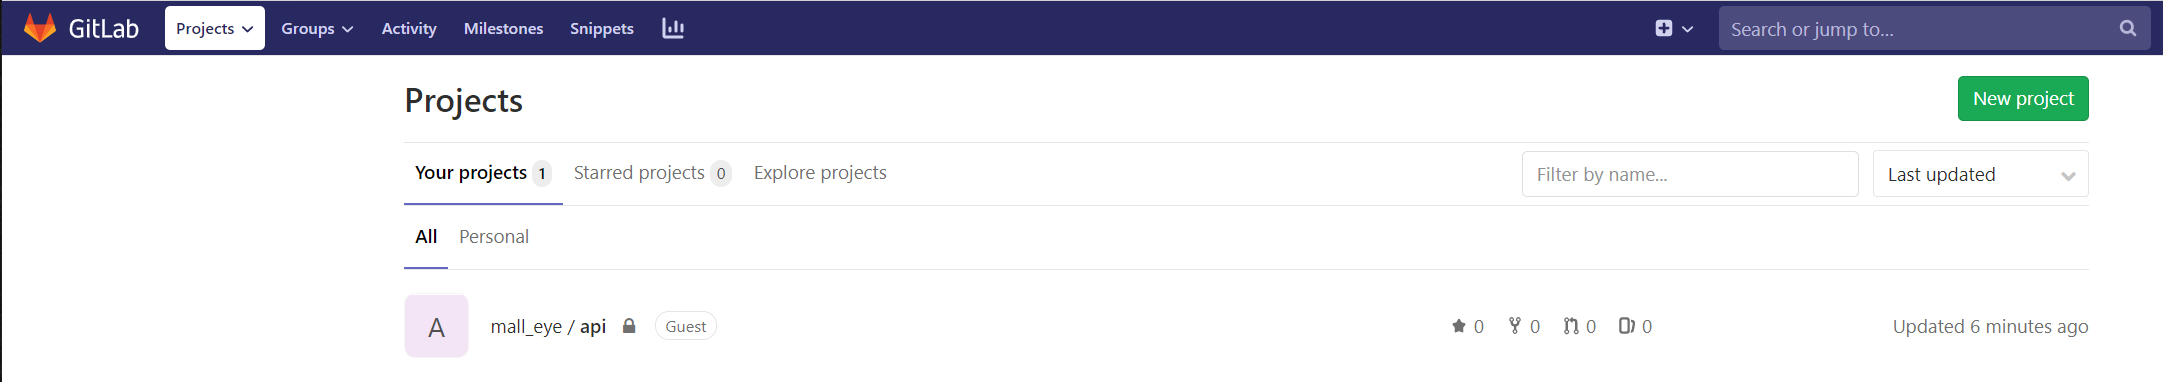 GitLab Projects Groups Activity Milestones Snippets Search or jump to...
Projects New project
Your projects 1 Starred projects 0 Explore projects Filter by name... Last updated
All Personal
A mall_eye / api Guest 0 0 0 0 Updated 6 minutes ago